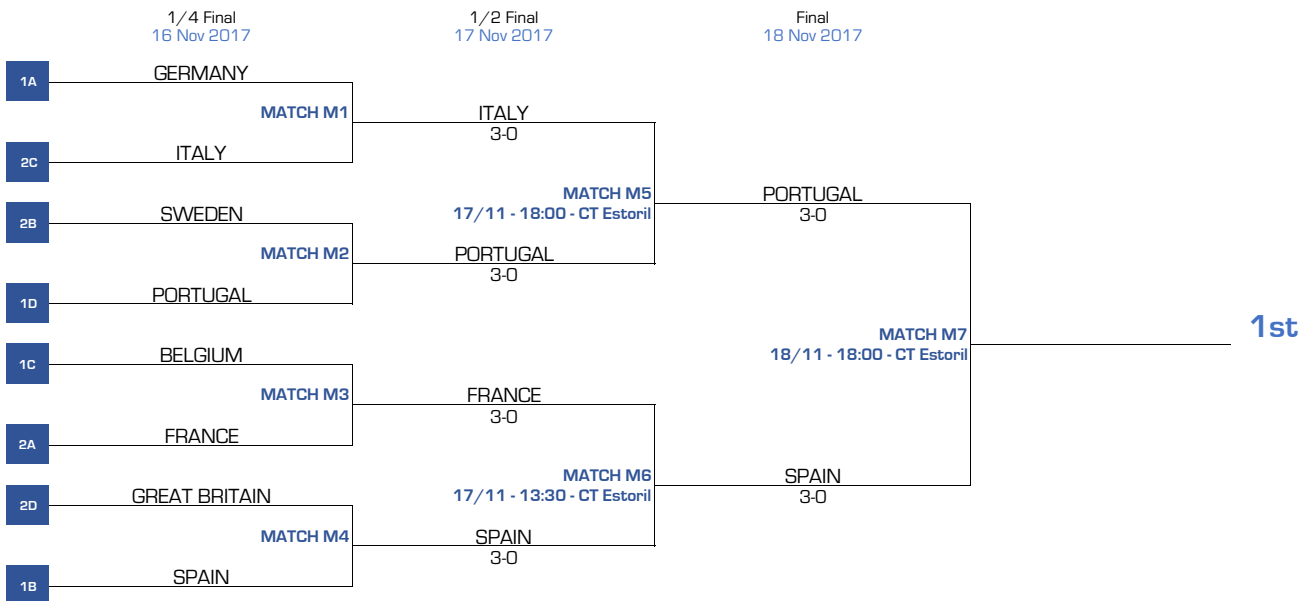 1/4 Final
16 Nov 2017
1/2 Final
17 Nov 2017
Final
18 Nov 2017
1A
GERMANY
MATCH M1
ITALY
3-0
2C
ITALY
MATCH M5
17/11 - 18:00 - CT Estoril
PORTUGAL
3-0
2B
SWEDEN
MATCH M2
PORTUGAL
3-0
1D
PORTUGAL
MATCH M7
18/11 - 18:00 - CT Estoril
1st
1C
BELGIUM
MATCH M3
FRANCE
3-0
2A
FRANCE
MATCH M6
17/11 - 13:30 - CT Estoril
SPAIN
3-0
2D
GREAT BRITAIN
MATCH M4
SPAIN
3-0
1B
SPAIN